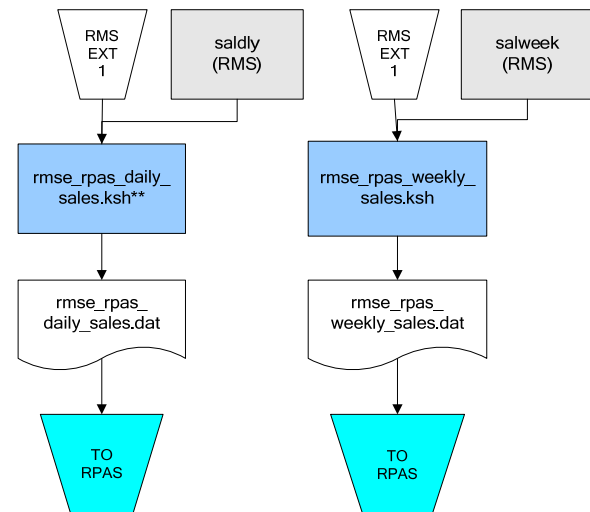 RMS
EXT
1
saldly
(RMS)
RMS
EXT
1
salweek
(RMS)
rmse_rpas_daily_
sales.ksh**
rmse_rpas_weekly_
sales.ksh
rmse_rpas_
daily_sales.dat
rmse_rpas_
weekly_sales.dat
TO
RPAS
TO
RPAS